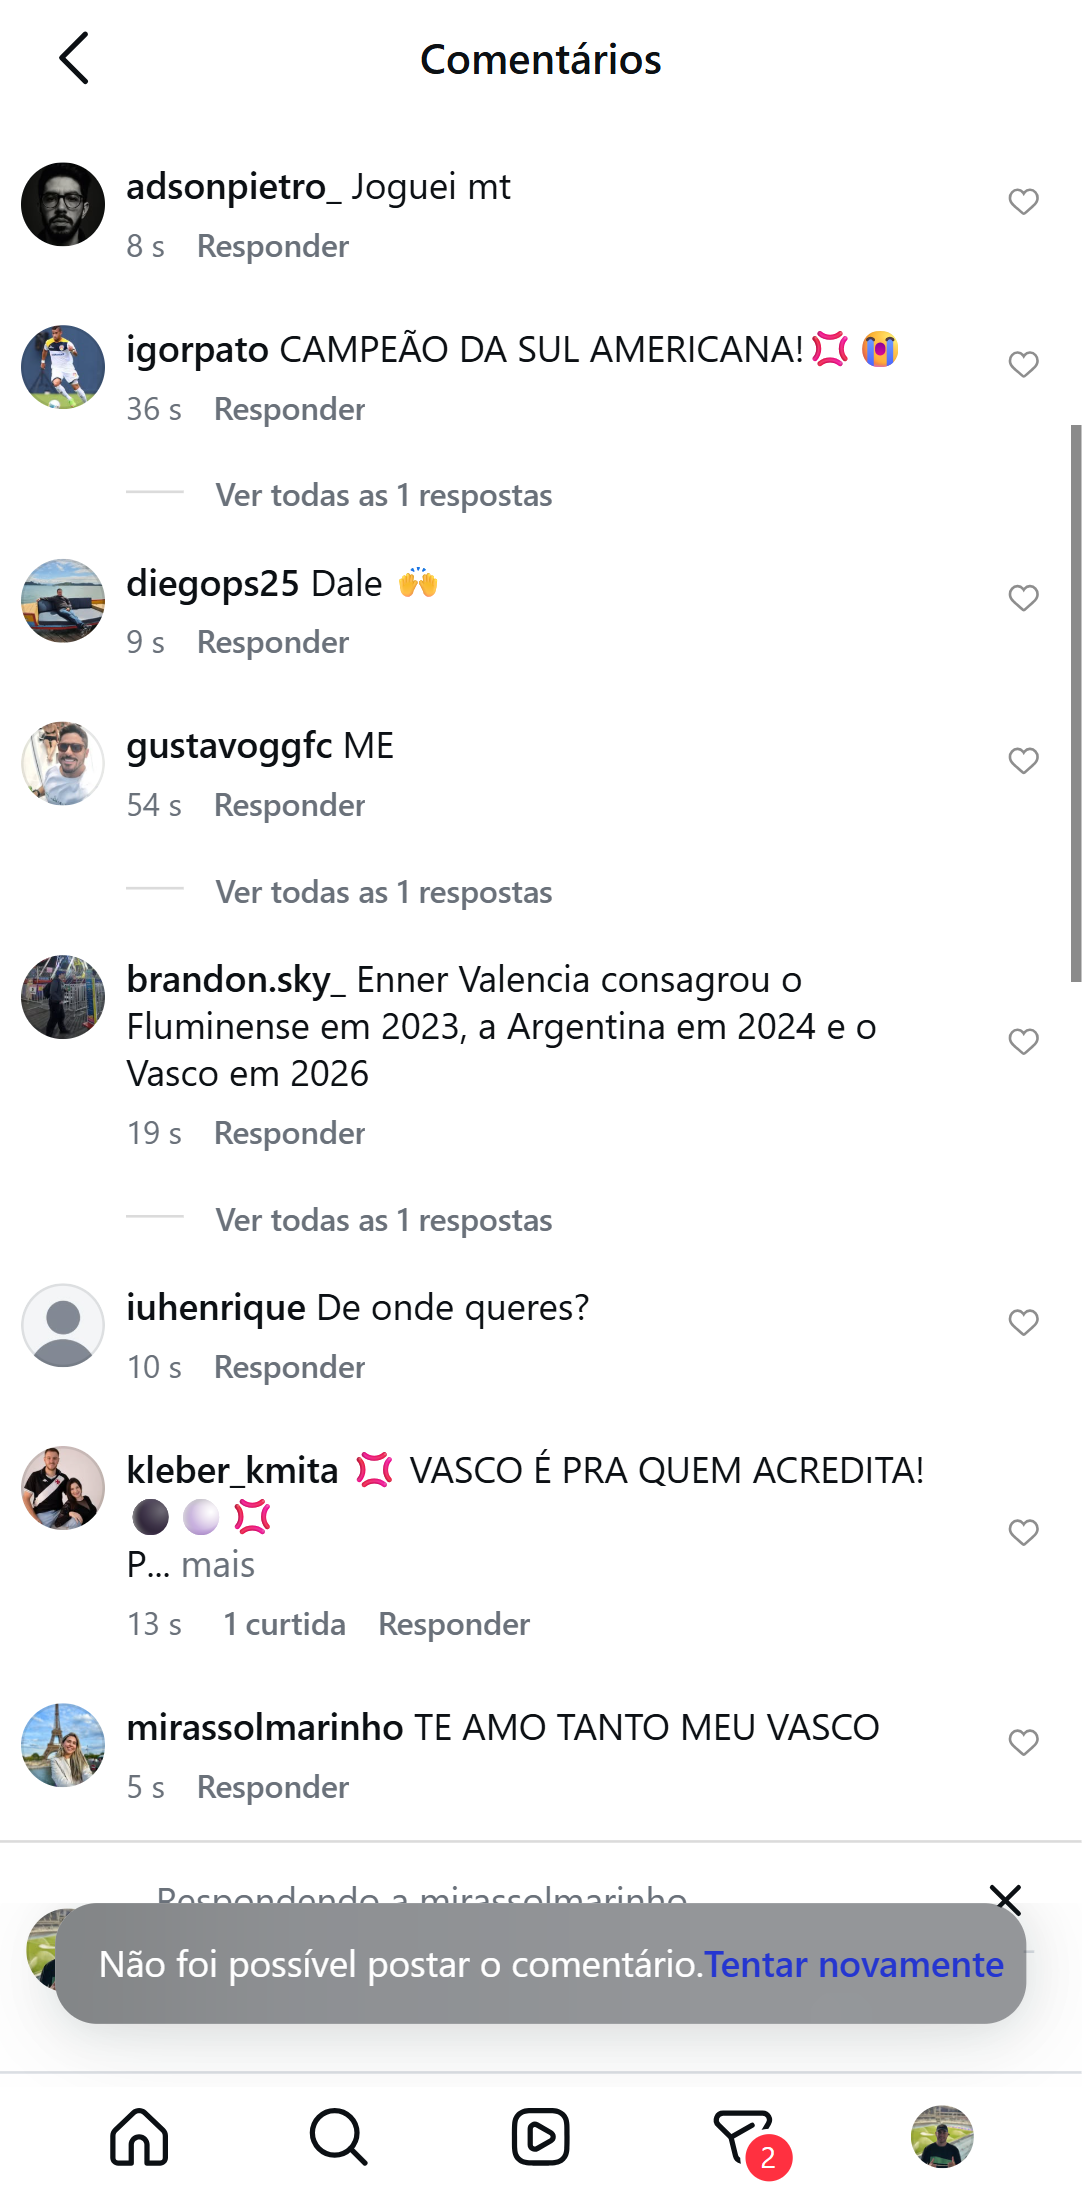 Comentários
adsonpietro_ Joguei mt
8 s Responder
igorpato CAMPEÃO DA SUL AMERICANA!💢😭
36 s Responder
Ver todas as 1 respostas
diegops25 Dale 🙌
9 s Responder
gustavoggfc ME
54 s Responder
Ver todas as 1 respostas
brandon.sky_ Enner Valencia consagrou o
Fluminense em 2023, a Argentina em 2024 e o
Vasco em 2026
19 s Responder
Ver todas as 1 respostas
iuhenrique De onde queres?
10 s Responder
kleber_kmita 💢 VASCO É PRA QUEM ACREDITA!
⚫⚪💢
P... mais
13 s 1 curtida Responder
mirassolmarinho TE AMO TANTO MEU VASCO
5 s Responder
Respondendo a mirassolmarinho
Não foi possível postar o comentário.Tentar novamente
2